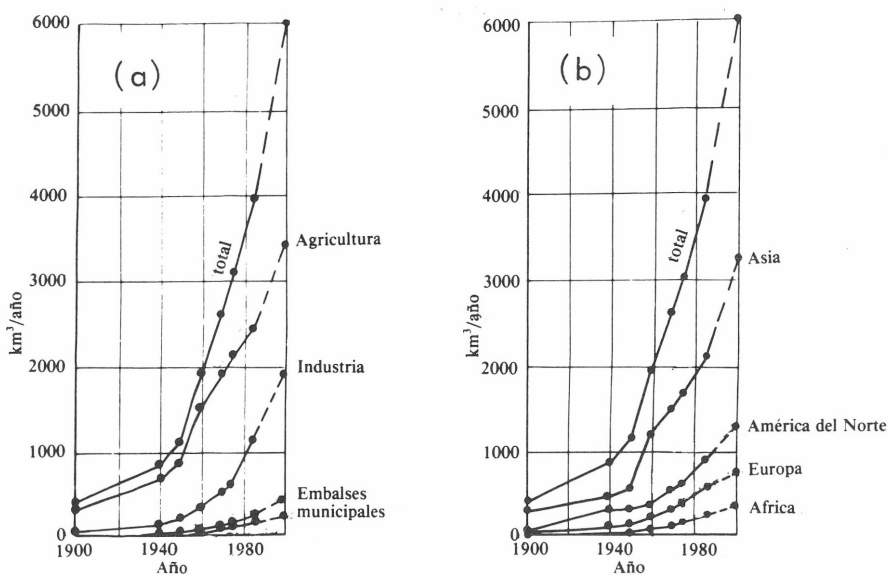 (a)
6000
5000
4000
3000
2000
1000
0
km³/año
1900
1940
1980
Año
total
Agricultura
Industria
Embalses
municipales
(b)
6000
5000
4000
3000
2000
1000
0
km³/año
1900
1940
1980
Año
total
Asia
América del Norte
Europa
Africa